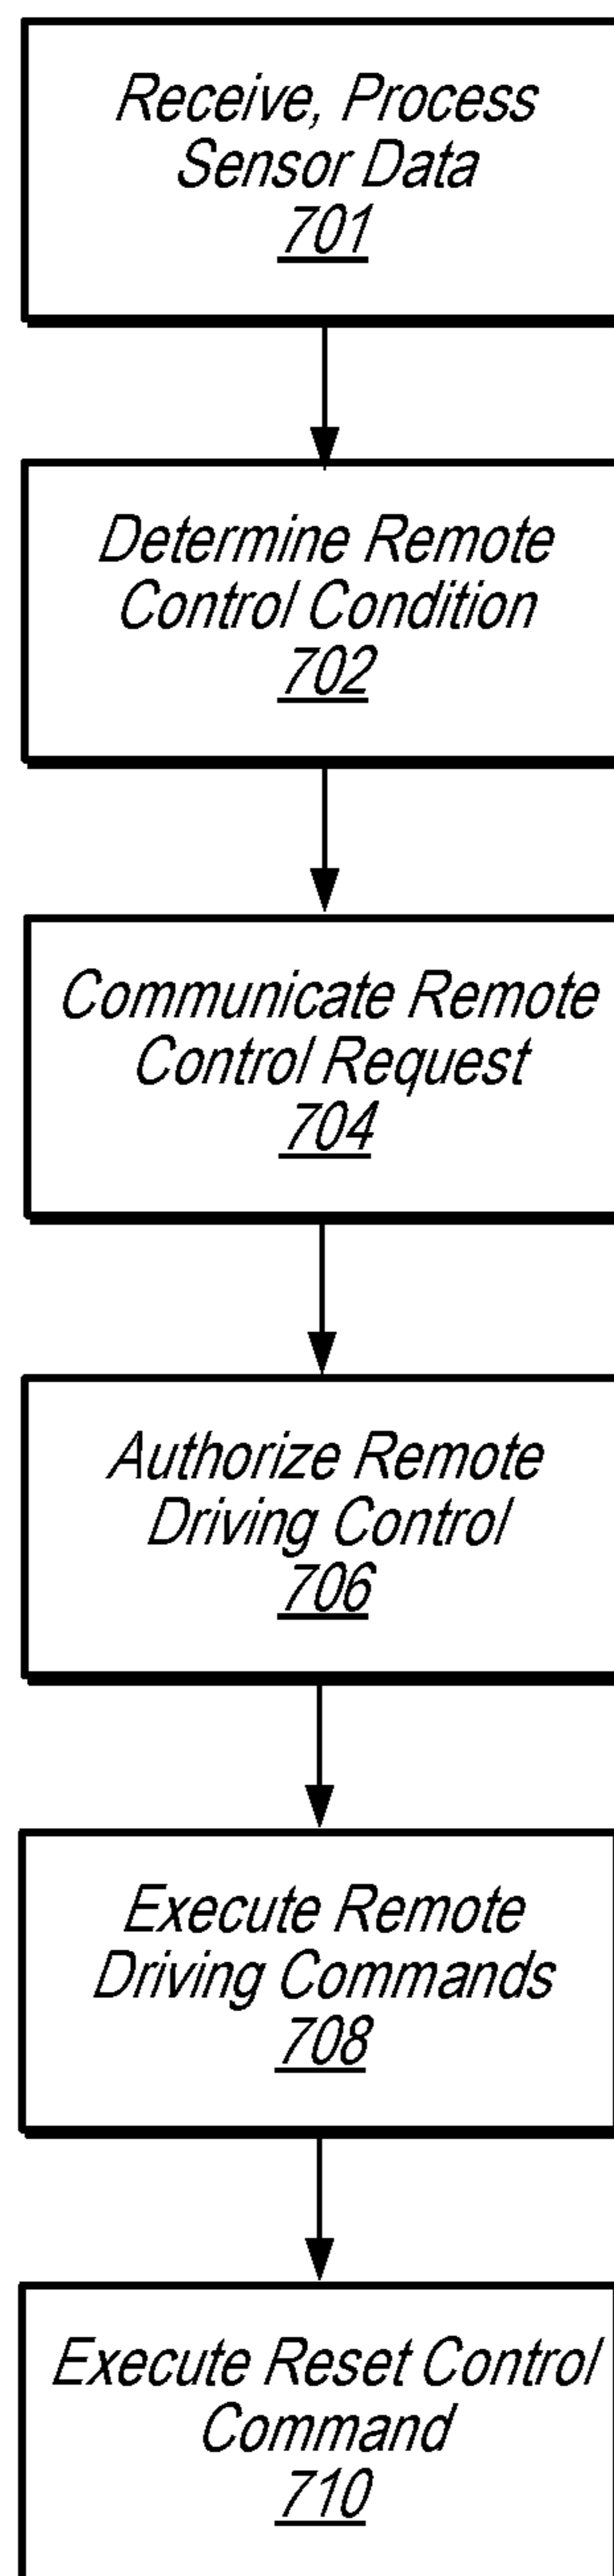 Receive, Process
Sensor Data
701
Determine Remote
Control Condition
702
Communicate Remote
Control Request
704
Authorize Remote
Driving Control
706
Execute Remote
Driving Commands
708
Execute Reset Control
Command
710